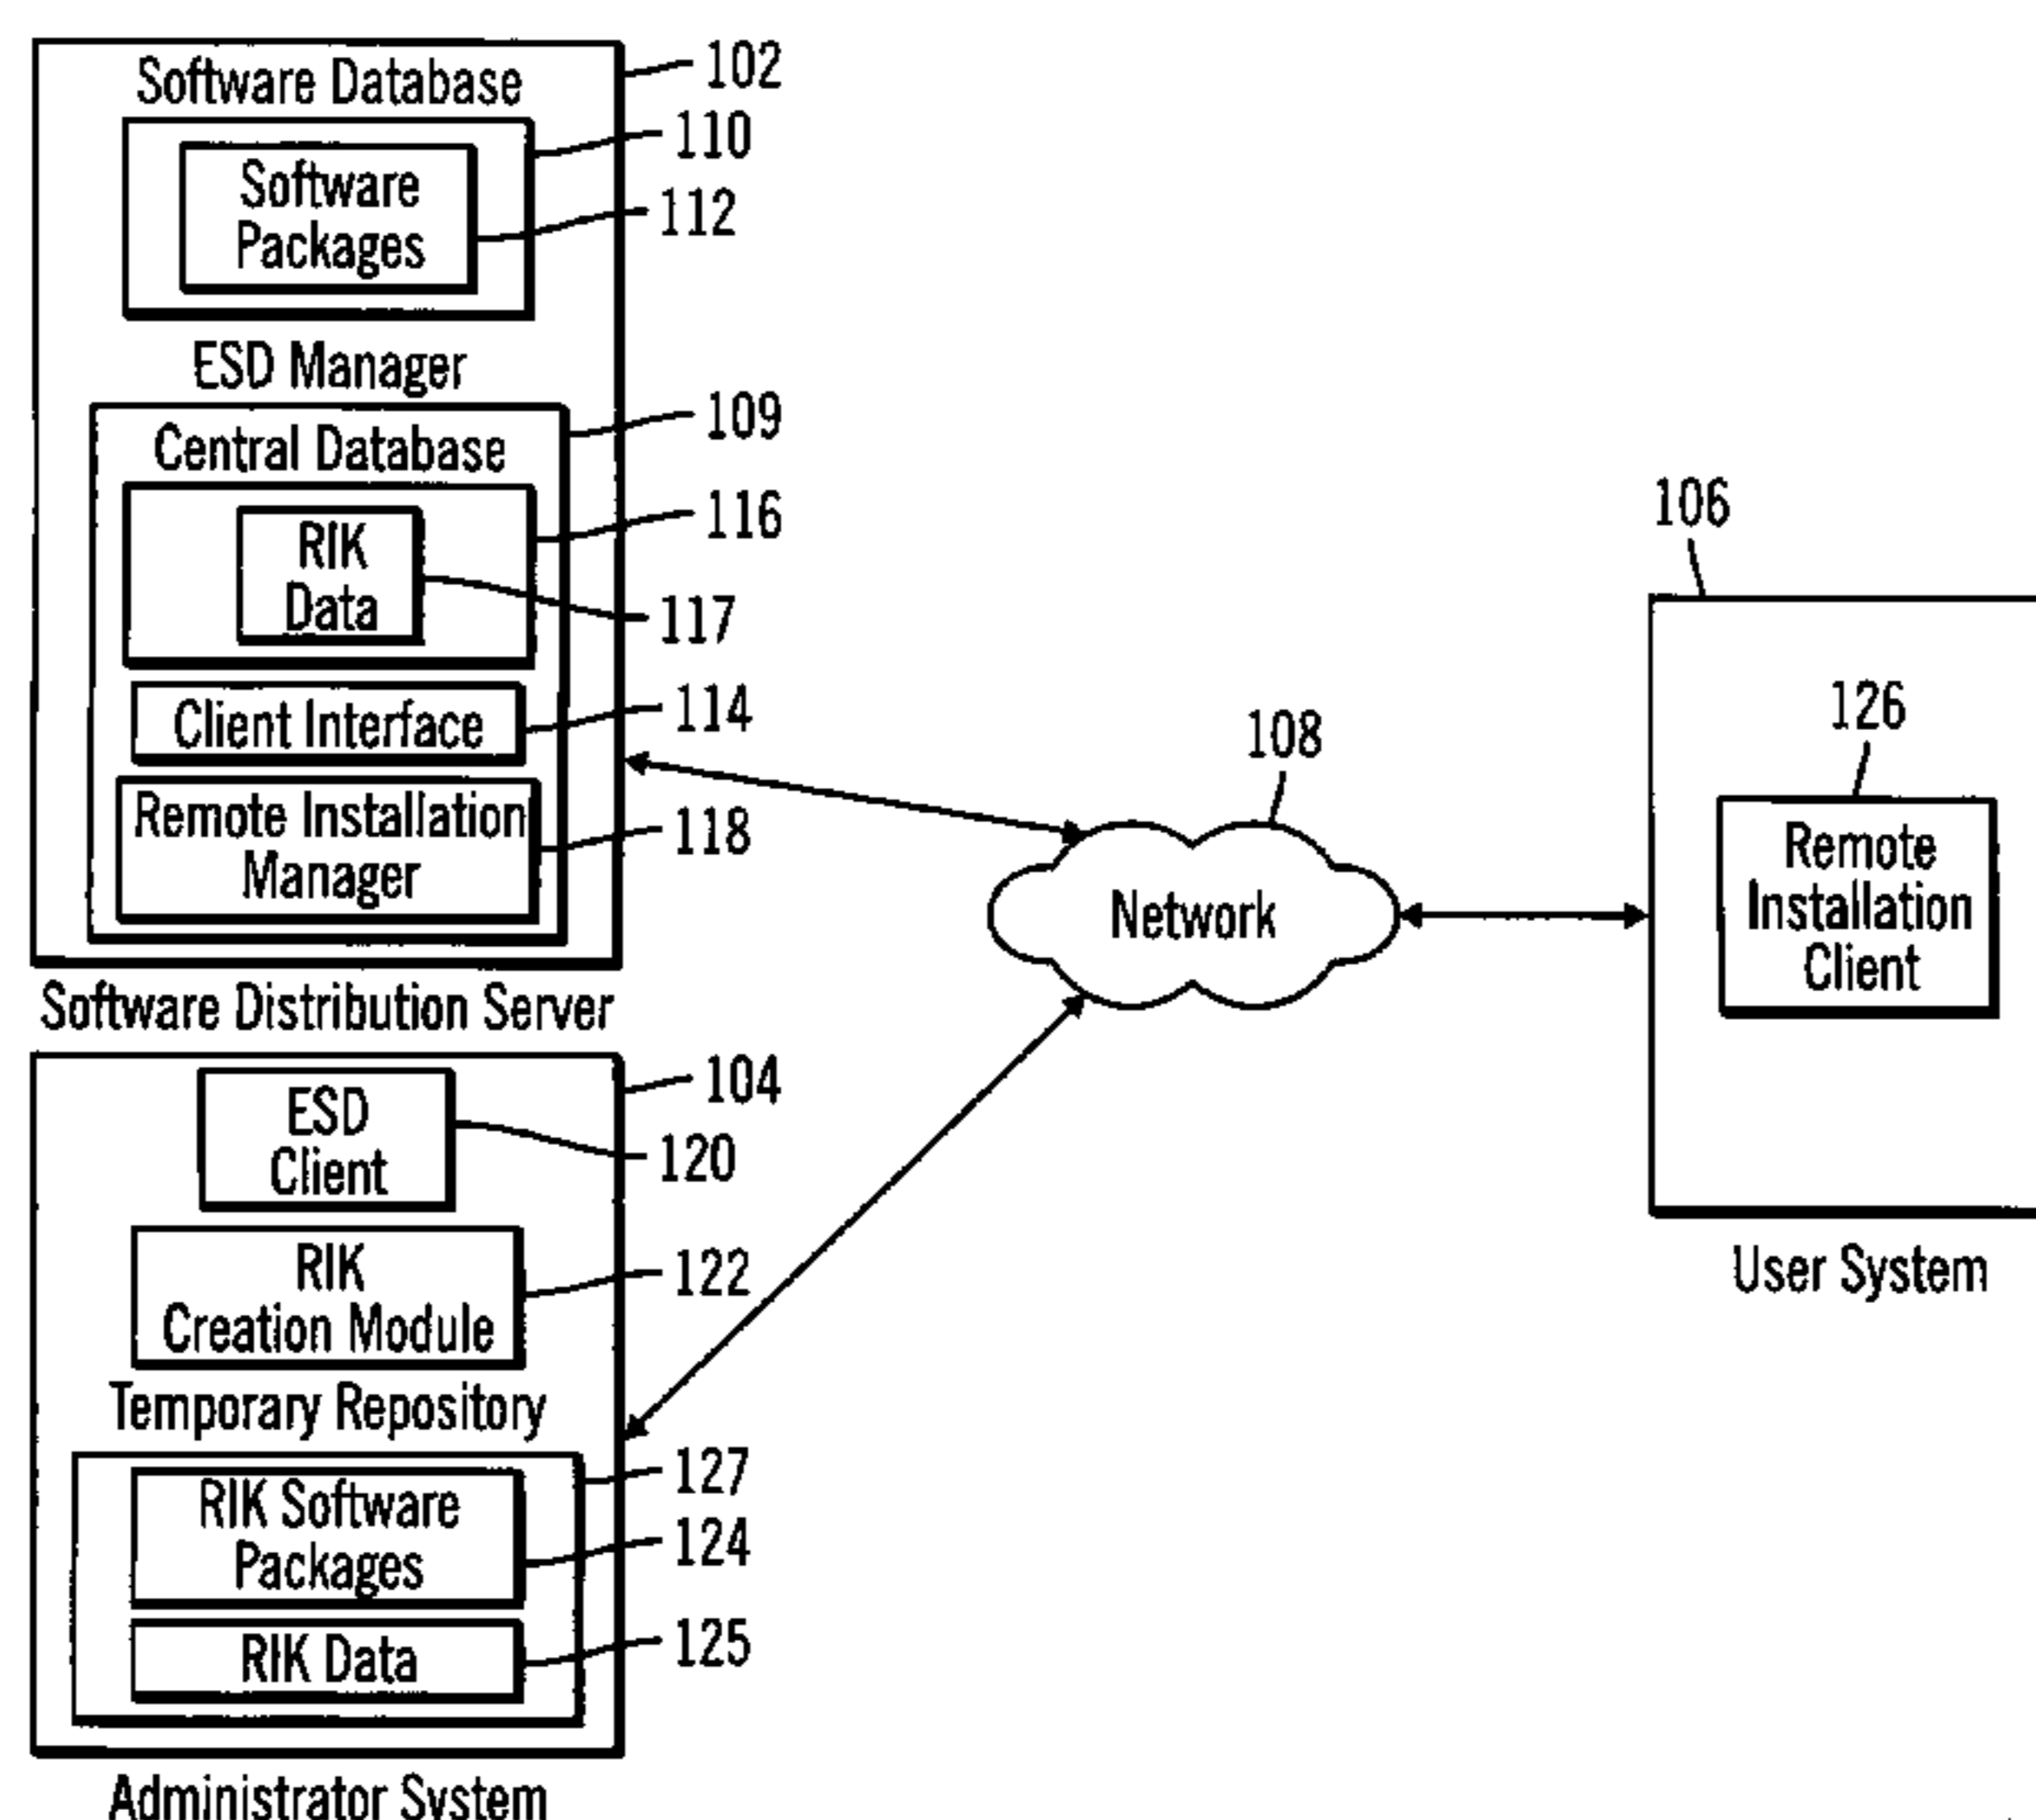 Software Database
102
110
Software
Packages
112
ESD Manager
109
Central Database
116
RIK
Data
117
Client Interface
114
Remote Installation
Manager
118
Software Distribution Server
104
ESD
Client
120
RIK
Creation Module
122
Temporary Repository
127
RIK Software
Packages
124
RIK Data
125
Administrator System
108
Network
106
126
Remote
Installation
Client
User System